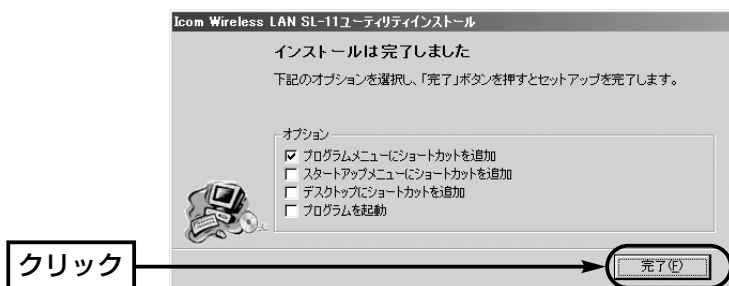 Icom Wireless LAN SL-11ユーティリティインストール
インストールは完了しました
下記のオプションを選択し、「完了」ボタンを押すとセットアップを完了します。
オプション
プログラムメニューにショートカットを追加
スタートアップメニューにショートカットを追加
デスクトップにショートカットを追加
プログラムを起動
クリック
完了(F)